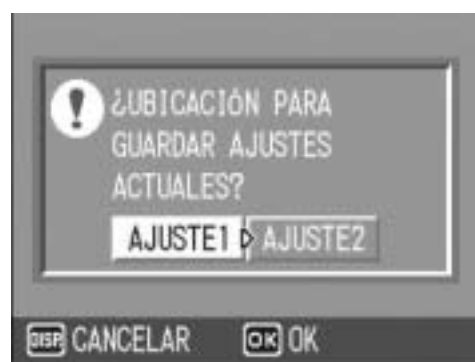 ¿UBICACIÓN PARA
GUARDAR AJUSTES
ACTUALES?
AJUSTE1 AJUSTE2
DISP CANCELAR OK OK